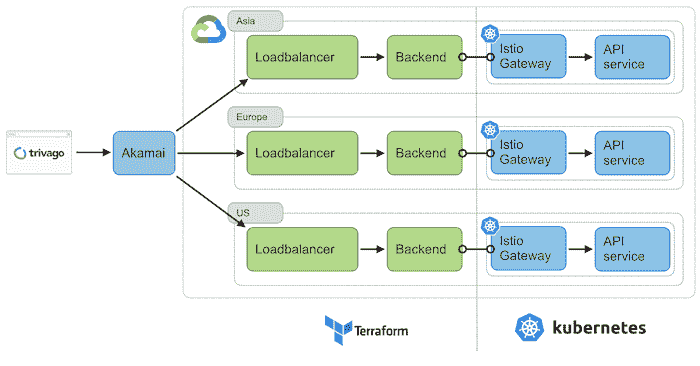 Asia
Loadbalancer
Backend
Istio
Gateway
API
service
trivago
Akamai
Europe
Loadbalancer
Backend
Istio
Gateway
API
service
US
Loadbalancer
Backend
Istio
Gateway
API
service
Terraform
kubernetes